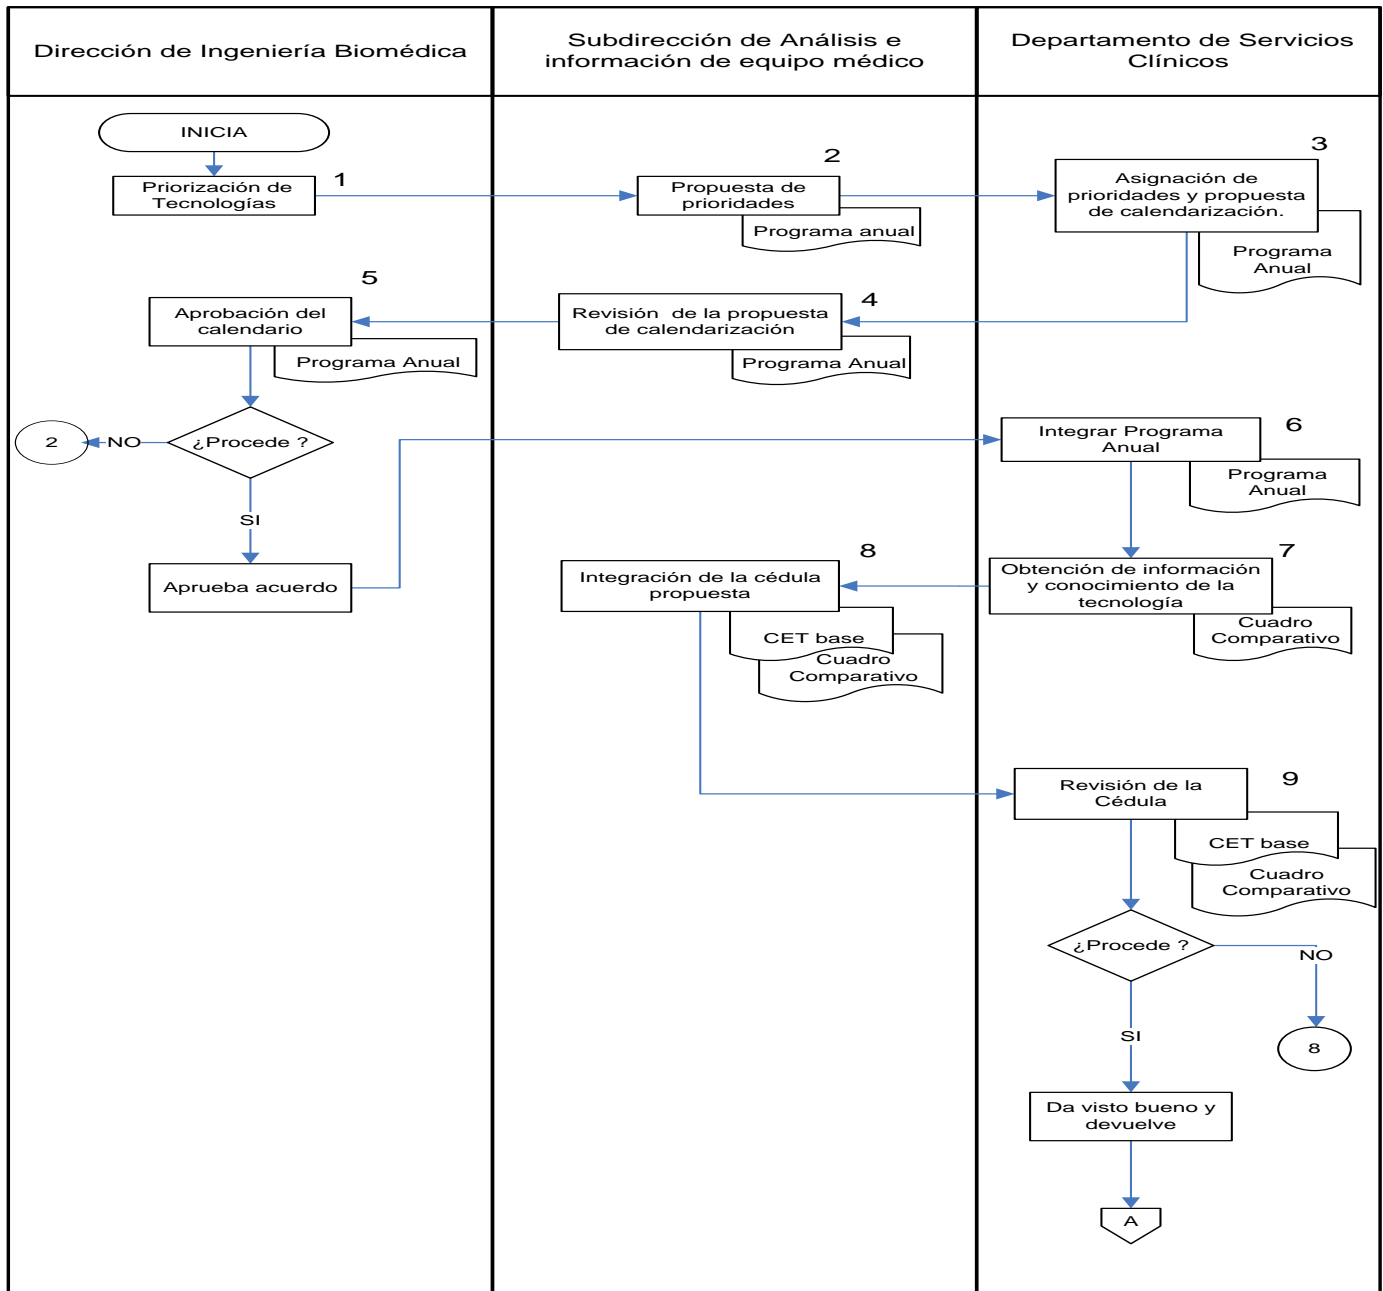 Dirección de Ingeniería Biomédica
Subdirección de Análisis e
información de equipo médico
Departamento de Servicios
Clínicos
INICIA
1
Priorización de
Tecnologías
2
Propuesta de
prioridades
Programa anual
3
Asignación de
prioridades y propuesta
de calendarización.
Programa
Anual
4
Revisión de la propuesta
de calendarización
Programa Anual
5
Aprobación del
calendario
Programa Anual
¿Procede ?
NO
2
SI
Aprueba acuerdo
6
Integrar Programa
Anual
Programa
Anual
7
Obtención de información
y conocimiento de la
tecnología
Cuadro
Comparativo
8
Integración de la cédula
propuesta
CET base
Cuadro
Comparativo
9
Revisión de la
Cédula
CET base
Cuadro
Comparativo
¿Procede ?
NO
8
SI
Da visto bueno y
devuelve
A